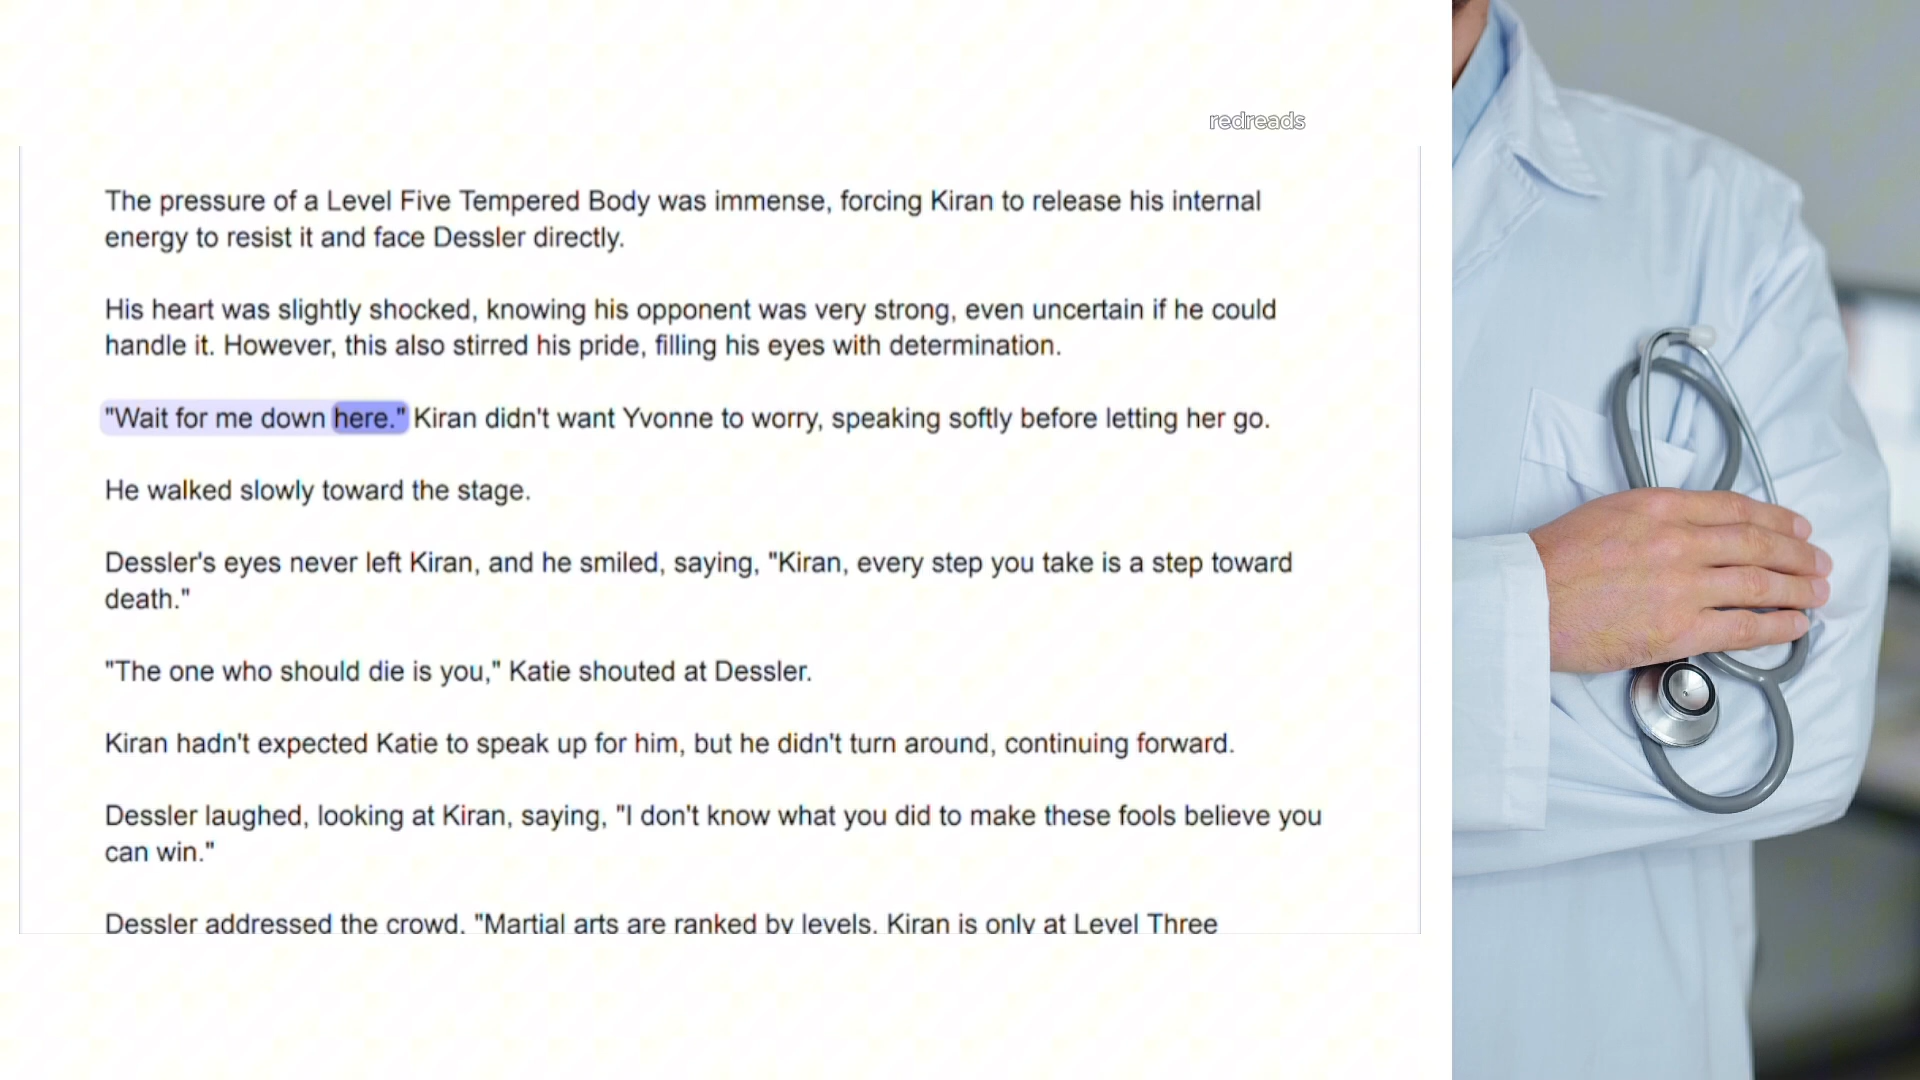 redreads
The pressure of a Level Five Tempered Body was immense, forcing Kiran to release his internal
energy to resist it and face Dessler directly.
His heart was slightly shocked, knowing his opponent was very strong, even uncertain if he could
handle it. However, this also stirred his pride, filling his eyes with determination.
"Wait for me down here." Kiran didn't want Yvonne to worry, speaking softly before letting her go.
He walked slowly toward the stage.
Dessler's eyes never left Kiran, and he smiled, saying, "Kiran, every step you take is a step toward
death."
"The one who should die is you," Katie shouted at Dessler.
Kiran hadn't expected Katie to speak up for him, but he didn't turn around, continuing forward.
Dessler laughed, looking at Kiran, saying, "I don't know what you did to make these fools believe you
can win."
Dessler addressed the crowd, "Martial arts are ranked by levels. Kiran is only at Level Three